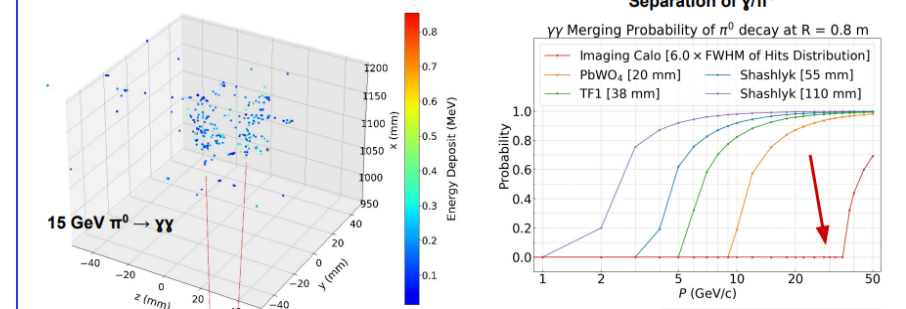 Separation of ɣ/π
γγ Merging Probability of π⁰ decay at R = 0.8 m
Imaging Calo [6.0 × FWHM of Hits Distribution]
PbWO₄ [20 mm]
Shashlyk [55 mm]
TF1 [38 mm]
Shashlyk [110 mm]
Probability
1.0
0.8
0.6
0.4
0.2
0.0
1
2
5
10
20
50
P (GeV/c)
15 GeV π⁰ → ɣɣ
1200
1150
1100
1050
1000
950
x (mm)
40
20
0
−20
−40
y (mm)
−40
−20
0
20
z (mm)
0.8
0.7
0.6
0.5
0.4
0.3
0.2
0.1
Energy Deposit (MeV)